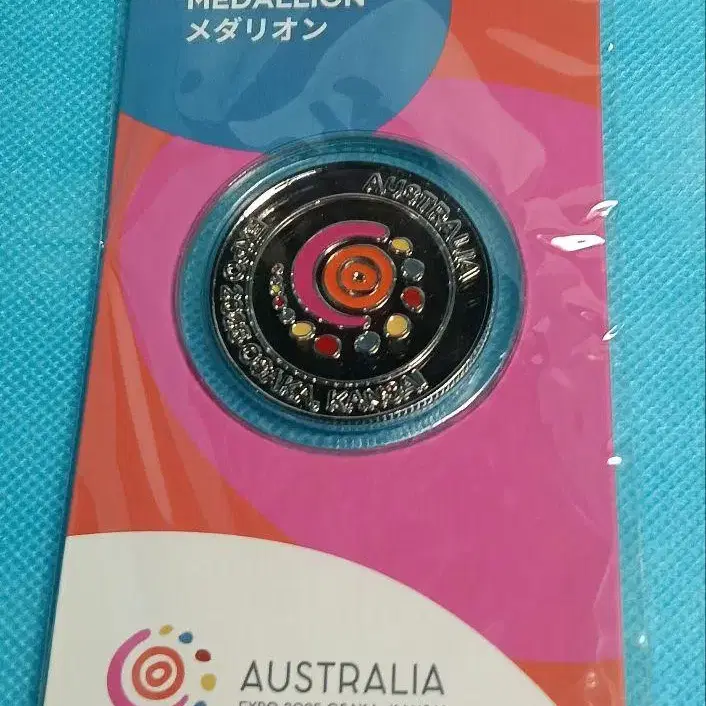 MEDALLION
メダリオン
AUSTRALIA
EXPO 2025 OSAKA, KANSAI
AUSTRALIA
EXPO 2025 OSAKA, KANSAI